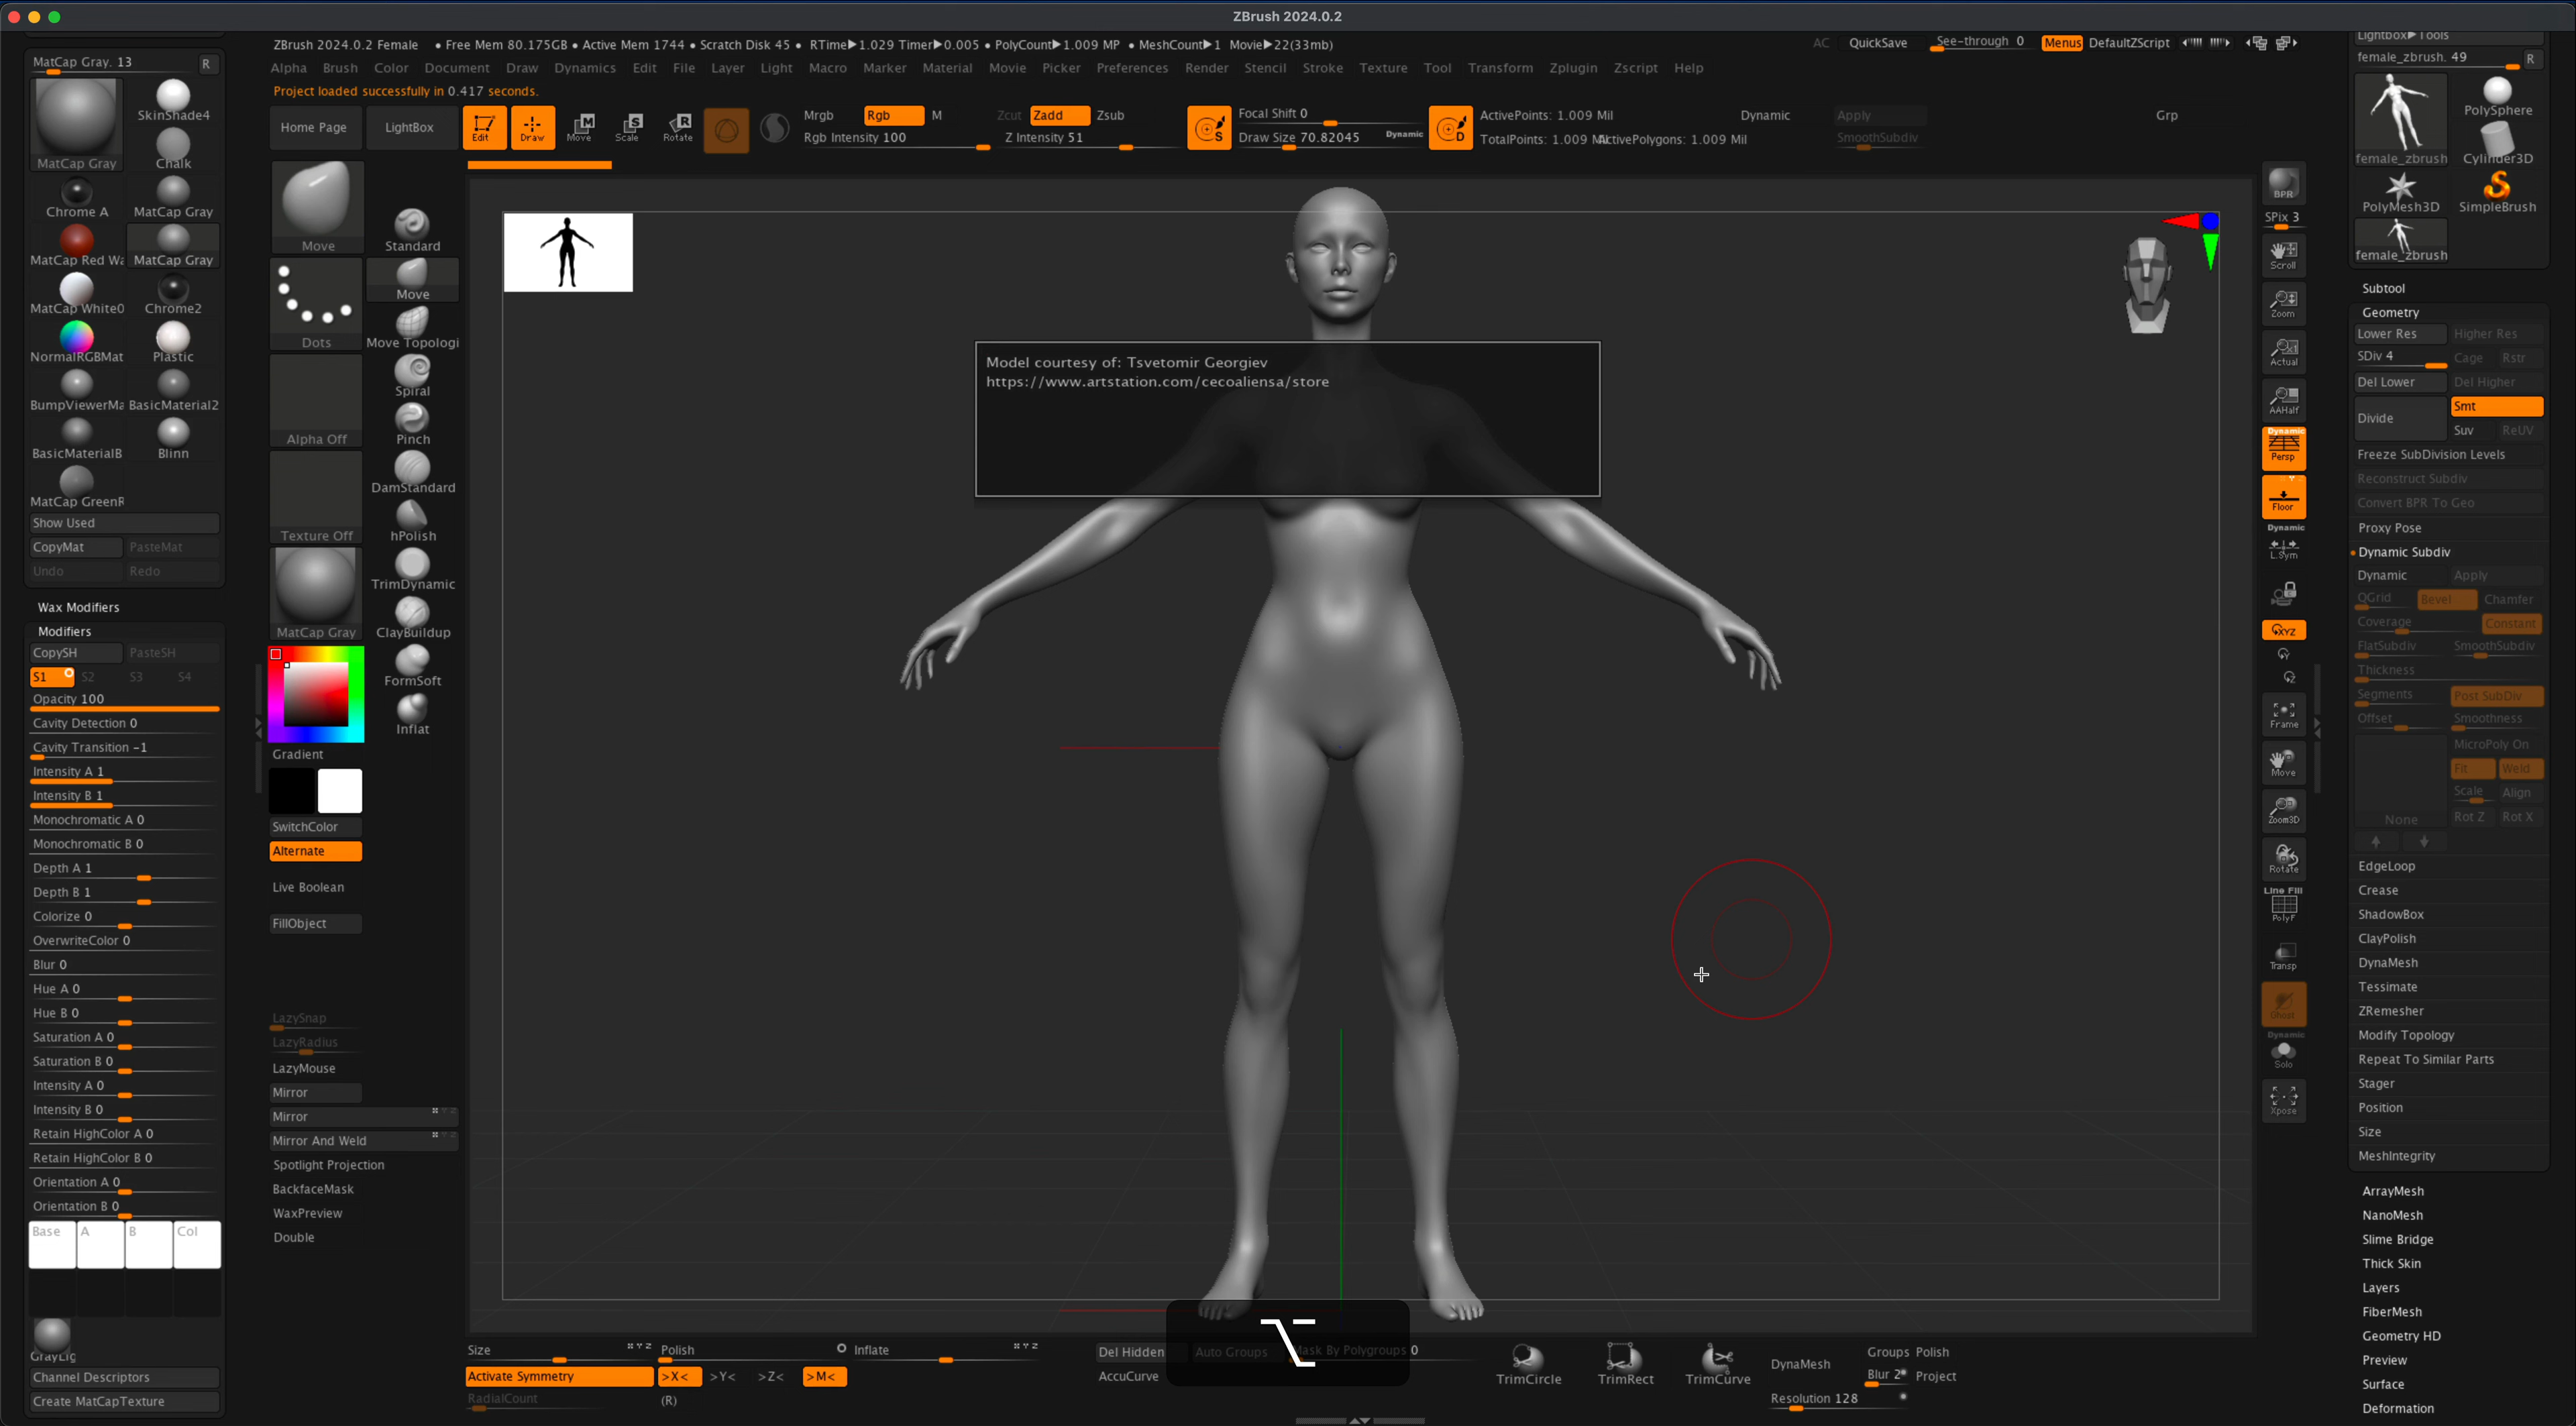 ZBrush 2024.0.2
ZBrush 2024.0.2 Female • Free Mem 80.175GB • Active Mem 1744 • Scratch Disk 45 • RTime▶1.029 Timer▶0.005 • PolyCount▶1.009 MP • MeshCount▶1 Movie▶22(33mb)
AC QuickSave See-through 0 Menus DefaultZScript
Alpha Brush Color Document Draw Dynamics Edit File Layer Light Macro Marker Material Movie Picker Preferences Render Stencil Stroke Texture Tool Transform Zplugin Zscript Help
Project loaded successfully in 0.417 seconds.
Home Page LightBox Edit Draw Move Scale Rotate
Mrgb Rgb M Zcut Zadd Zsub
Rgb Intensity 100 Z Intensity 51
Focal Shift 0
Draw Size 70.82045 Dynamic
ActivePoints: 1.009 Mil Dynamic Apply Grp
TotalPoints: 1.009 Mil ActivePolygons: 1.009 Mil SmoothSubdiv
MatCap Gray. 13 R
SkinShade4
MatCap Gray Chalk
Chrome A MatCap Gray
MatCap Red Wa MatCap Gray
MatCap White0 Chrome2
NormalRGBMat Plastic
BumpViewerMa BasicMaterial2
BasicMaterialB Blinn
MatCap GreenR
Show Used
CopyMat PasteMat
Undo Redo
Wax Modifiers
Modifiers
CopySH PasteSH
S1 S2 S3 S4
Opacity 100
Cavity Detection 0
Cavity Transition -1
Intensity A 1
Intensity B 1
Monochromatic A 0
Monochromatic B 0
Depth A 1
Depth B 1
Colorize 0
OverwriteColor 0
Blur 0
Hue A 0
Hue B 0
Saturation A 0
Saturation B 0
Intensity A 0
Intensity B 0
Retain HighColor A 0
Retain HighColor B 0
Orientation A 0
Orientation B 0
Base A B Col
GrayLig
Channel Descriptors
Create MatCapTexture
Move Standard
Move
Dots Move Topologi
Spiral
Alpha Off Pinch
DamStandard
Texture Off hPolish
TrimDynamic
MatCap Gray ClayBuildup
FormSoft
Inflat
Gradient
SwitchColor
Alternate
Live Boolean
FillObject
LazySnap
LazyRadius
LazyMouse
Mirror
Mirror
Mirror And Weld
Spotlight Projection
BackfaceMask
WaxPreview
Double
Model courtesy of: Tsvetomir Georgiev
https://www.artstation.com/cecoaliensa/store
Size Polish Inflate
Activate Symmetry >X< >Y< >Z< >M<
RadialCount (R)
Del Hidden Auto Groups Mask By Polygroups 0
AccuCurve
⌥
TrimCircle TrimRect TrimCurve
DynaMesh Groups Polish
Blur 2 Project
Resolution 128
BPR
SPix 3
Scroll
Zoom
Actual
AAHalf
Dynamic
Persp
Floor
Dynamic
L.Sym
XYZ
Y
Z
Frame
Move
Zoom3D
Rotate
Line Fill
PolyF
Transp
Ghost
Dynamic
Solo
Xpose
Lightbox▶Tools
female_zbrush. 49 R
PolySphere
female_zbrush Cylinder3D
PolyMesh3D SimpleBrush
female_zbrush
Subtool
Geometry
Lower Res Higher Res
SDiv 4 Cage Rstr
Del Lower Del Higher
Divide Smt
Suv ReUV
Freeze SubDivision Levels
Reconstruct Subdiv
Convert BPR To Geo
Proxy Pose
Dynamic Subdiv
Dynamic Apply
QGrid Bevel Chamfer
Coverage Constant
FlatSubdiv SmoothSubdiv
Thickness
Segments Post SubDiv
Offset Smoothness
MicroPoly On
Fit Weld
Scale Align
None Rot Z Rot X
EdgeLoop
Crease
ShadowBox
ClayPolish
DynaMesh
Tessimate
ZRemesher
Modify Topology
Repeat To Similar Parts
Stager
Position
Size
MeshIntegrity
ArrayMesh
NanoMesh
Slime Bridge
Thick Skin
Layers
FiberMesh
Geometry HD
Preview
Surface
Deformation